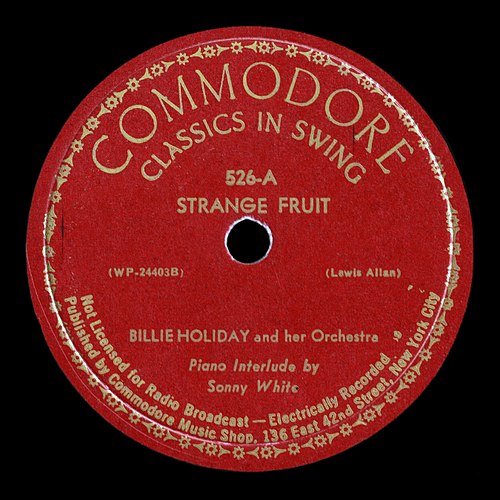 COMMODORE
CLASSICS IN SWING
526-A
STRANGE FRUIT
(WP-24403B)
(Lewis Allan)
BILLIE HOLIDAY and her Orchestra
Piano Interlude by
Sonny White
Not Licensed for Radio Broadcast — Electrically Recorded
Published by Commodore Music Shop, 136 East 42nd Street, New York City